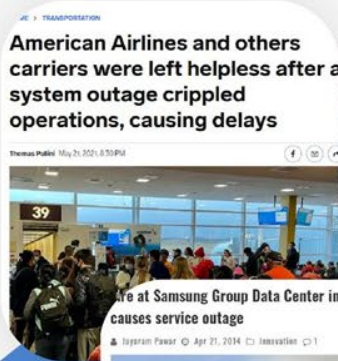 > TRANSPORTATION
American Airlines and others
carriers were left helpless after a
system outage crippled
operations, causing delays
Thomas Pallini May 21, 2021, 8:30 PM
39
re at Samsung Group Data Center in
causes service outage
Jayaram Pawar Apr 21, 2014 Innovation 1